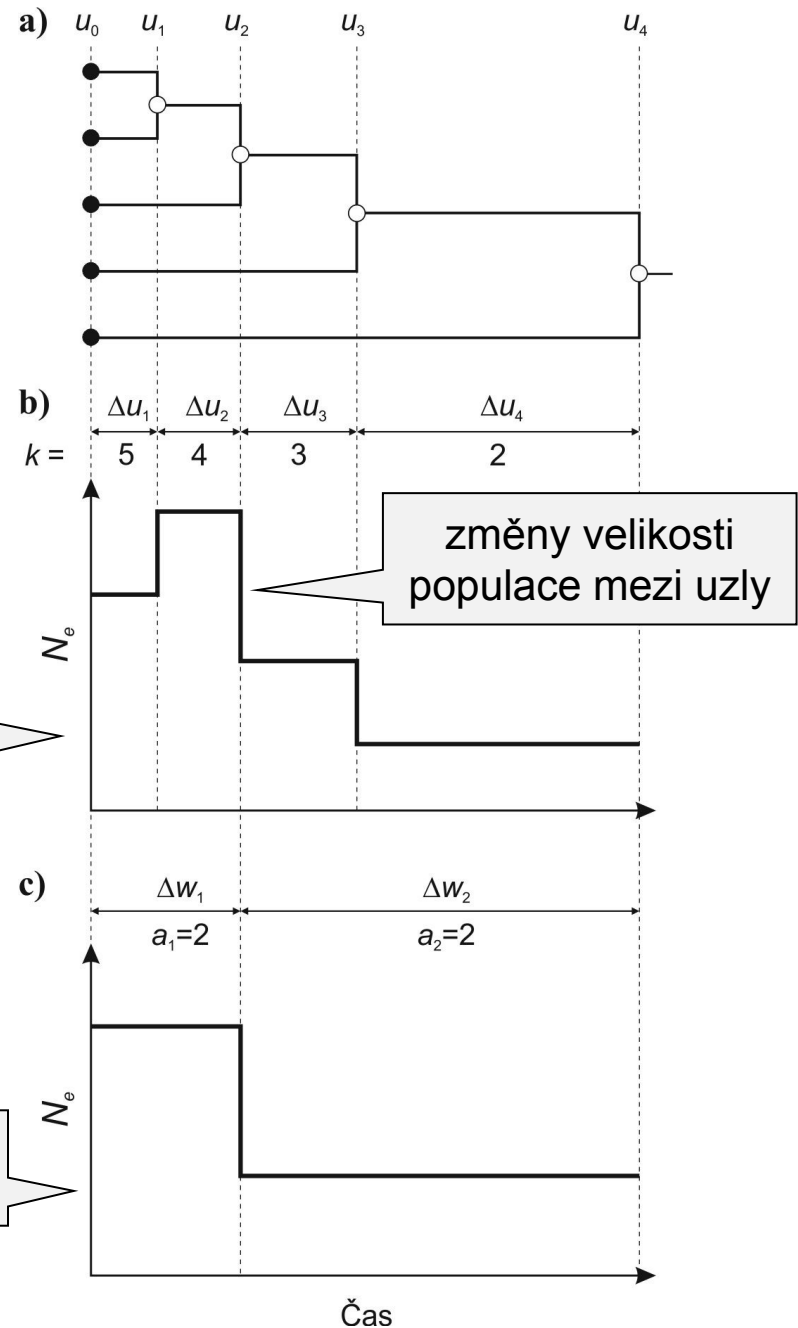 a) u₀ u₁ u₂ u₃ u₄
b)
Δu₁ Δu₂ Δu₃ Δu₄
k = 5 4 3 2
změny velikosti
populace mezi uzly
Nₑ
c)
Δw₁ Δw₂
a₁=2 a₂=2
Nₑ
Čas